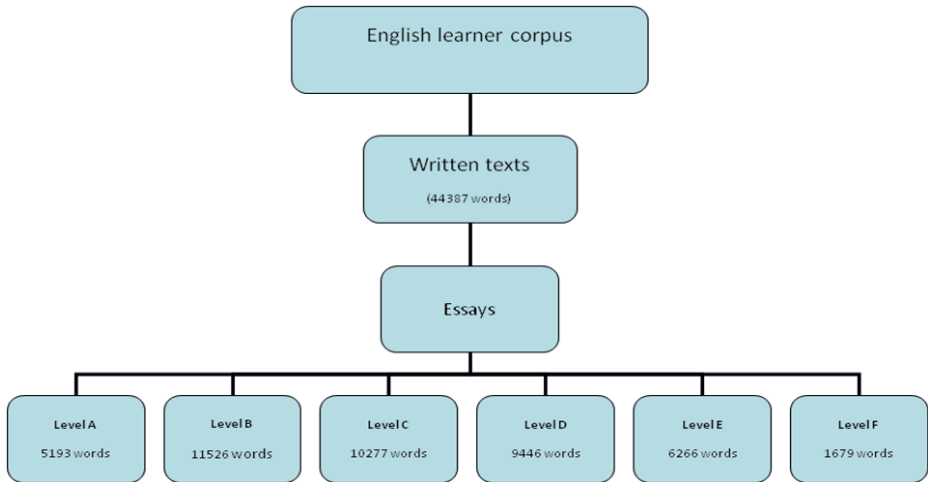 English learner corpus
Written texts
(44387 words)
Essays
Level A
5193 words
Level B
11526 words
Level C
10277 words
Level D
9446 words
Level E
6266 words
Level F
1679 words